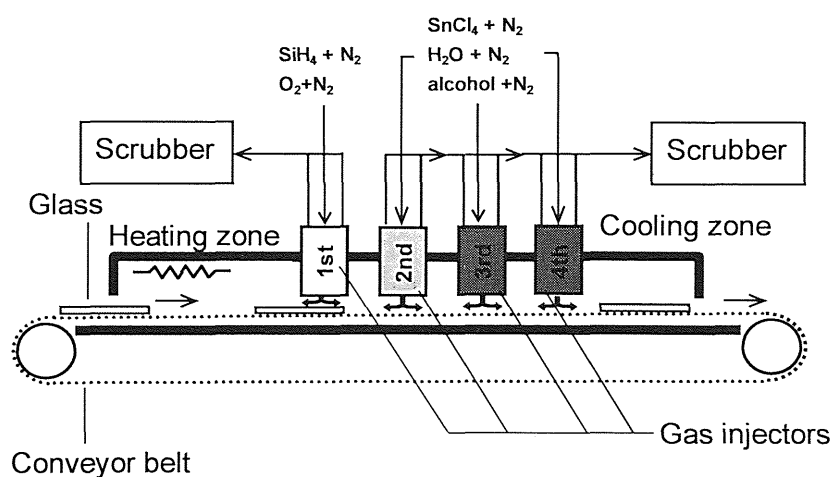 SnCl₄ + N₂
SiH₄ + N₂
H₂O + N₂
O₂+N₂
alcohol +N₂
Scrubber
Scrubber
Glass
Heating zone
Cooling zone
1st
2nd
3rd
4th
Gas injectors
Conveyor belt